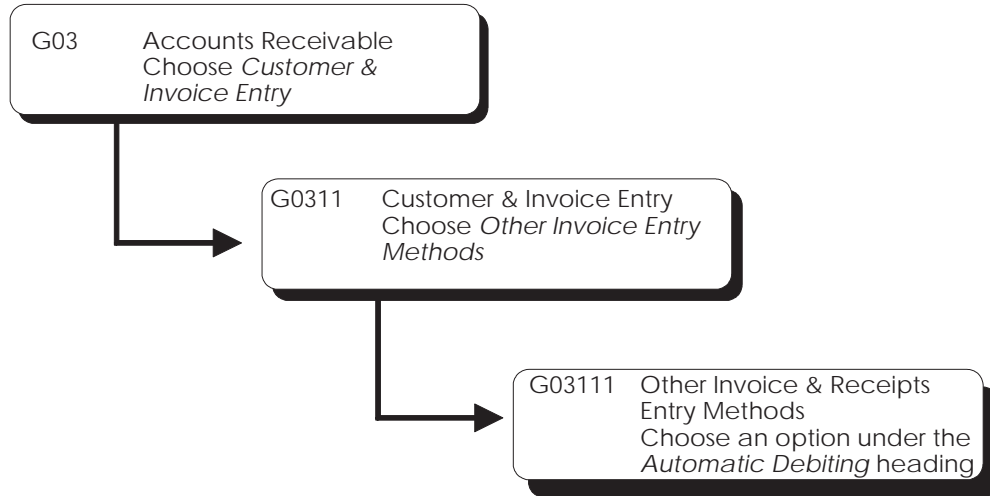 G03 Accounts Receivable
Choose Customer &
Invoice Entry
G0311 Customer & Invoice Entry
Choose Other Invoice Entry
Methods
G03111 Other Invoice & Receipts
Entry Methods
Choose an option under the
Automatic Debiting heading